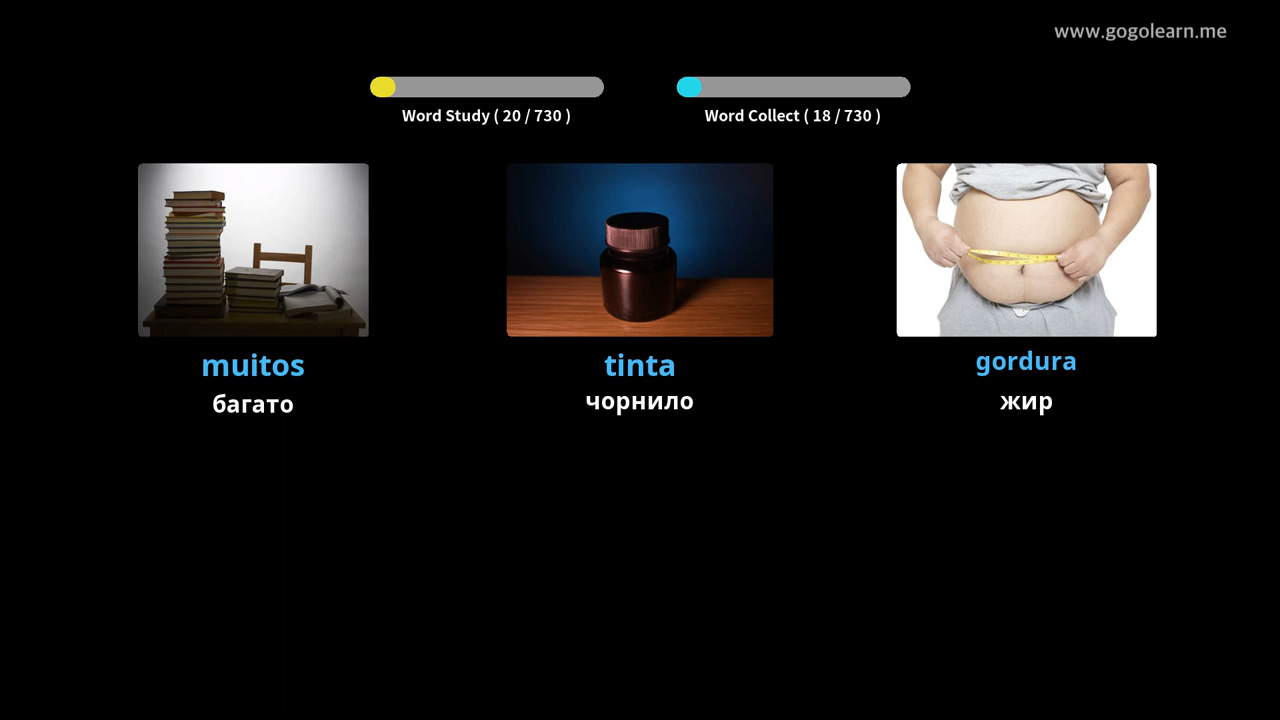 www.gogolearn.me
Word Study ( 20 / 730 )
Word Collect ( 18 / 730 )
muitos
багато
tinta
чорнило
gordura
жир